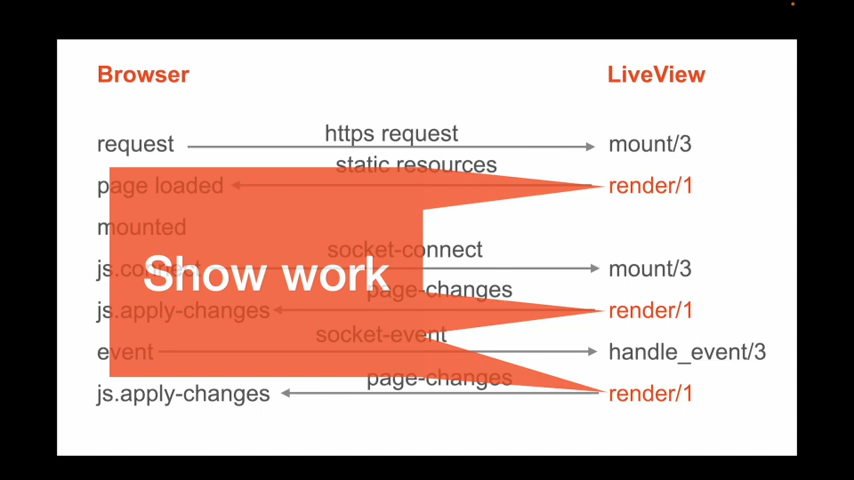 Browser LiveView
request https request mount/3
static resources
page loaded render/1
mounted
socket-connect
js.connect mount/3
Show work
page-changes
js.apply-changes render/1
socket-event
event handle_event/3
page-changes
js.apply-changes render/1